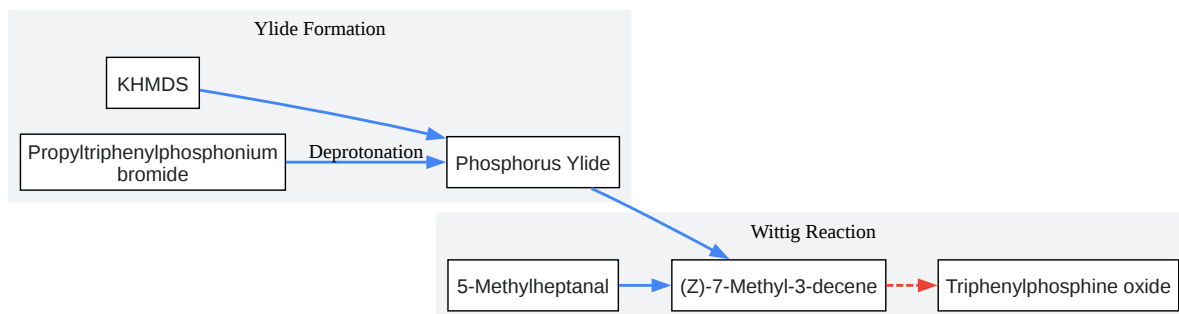 Ylide Formation
KHMDS
Propyltriphenylphosphonium
bromide
Deprotonation
Phosphorus Ylide
Wittig Reaction
5-Methylheptanal
(Z)-7-Methyl-3-decene
Triphenylphosphine oxide